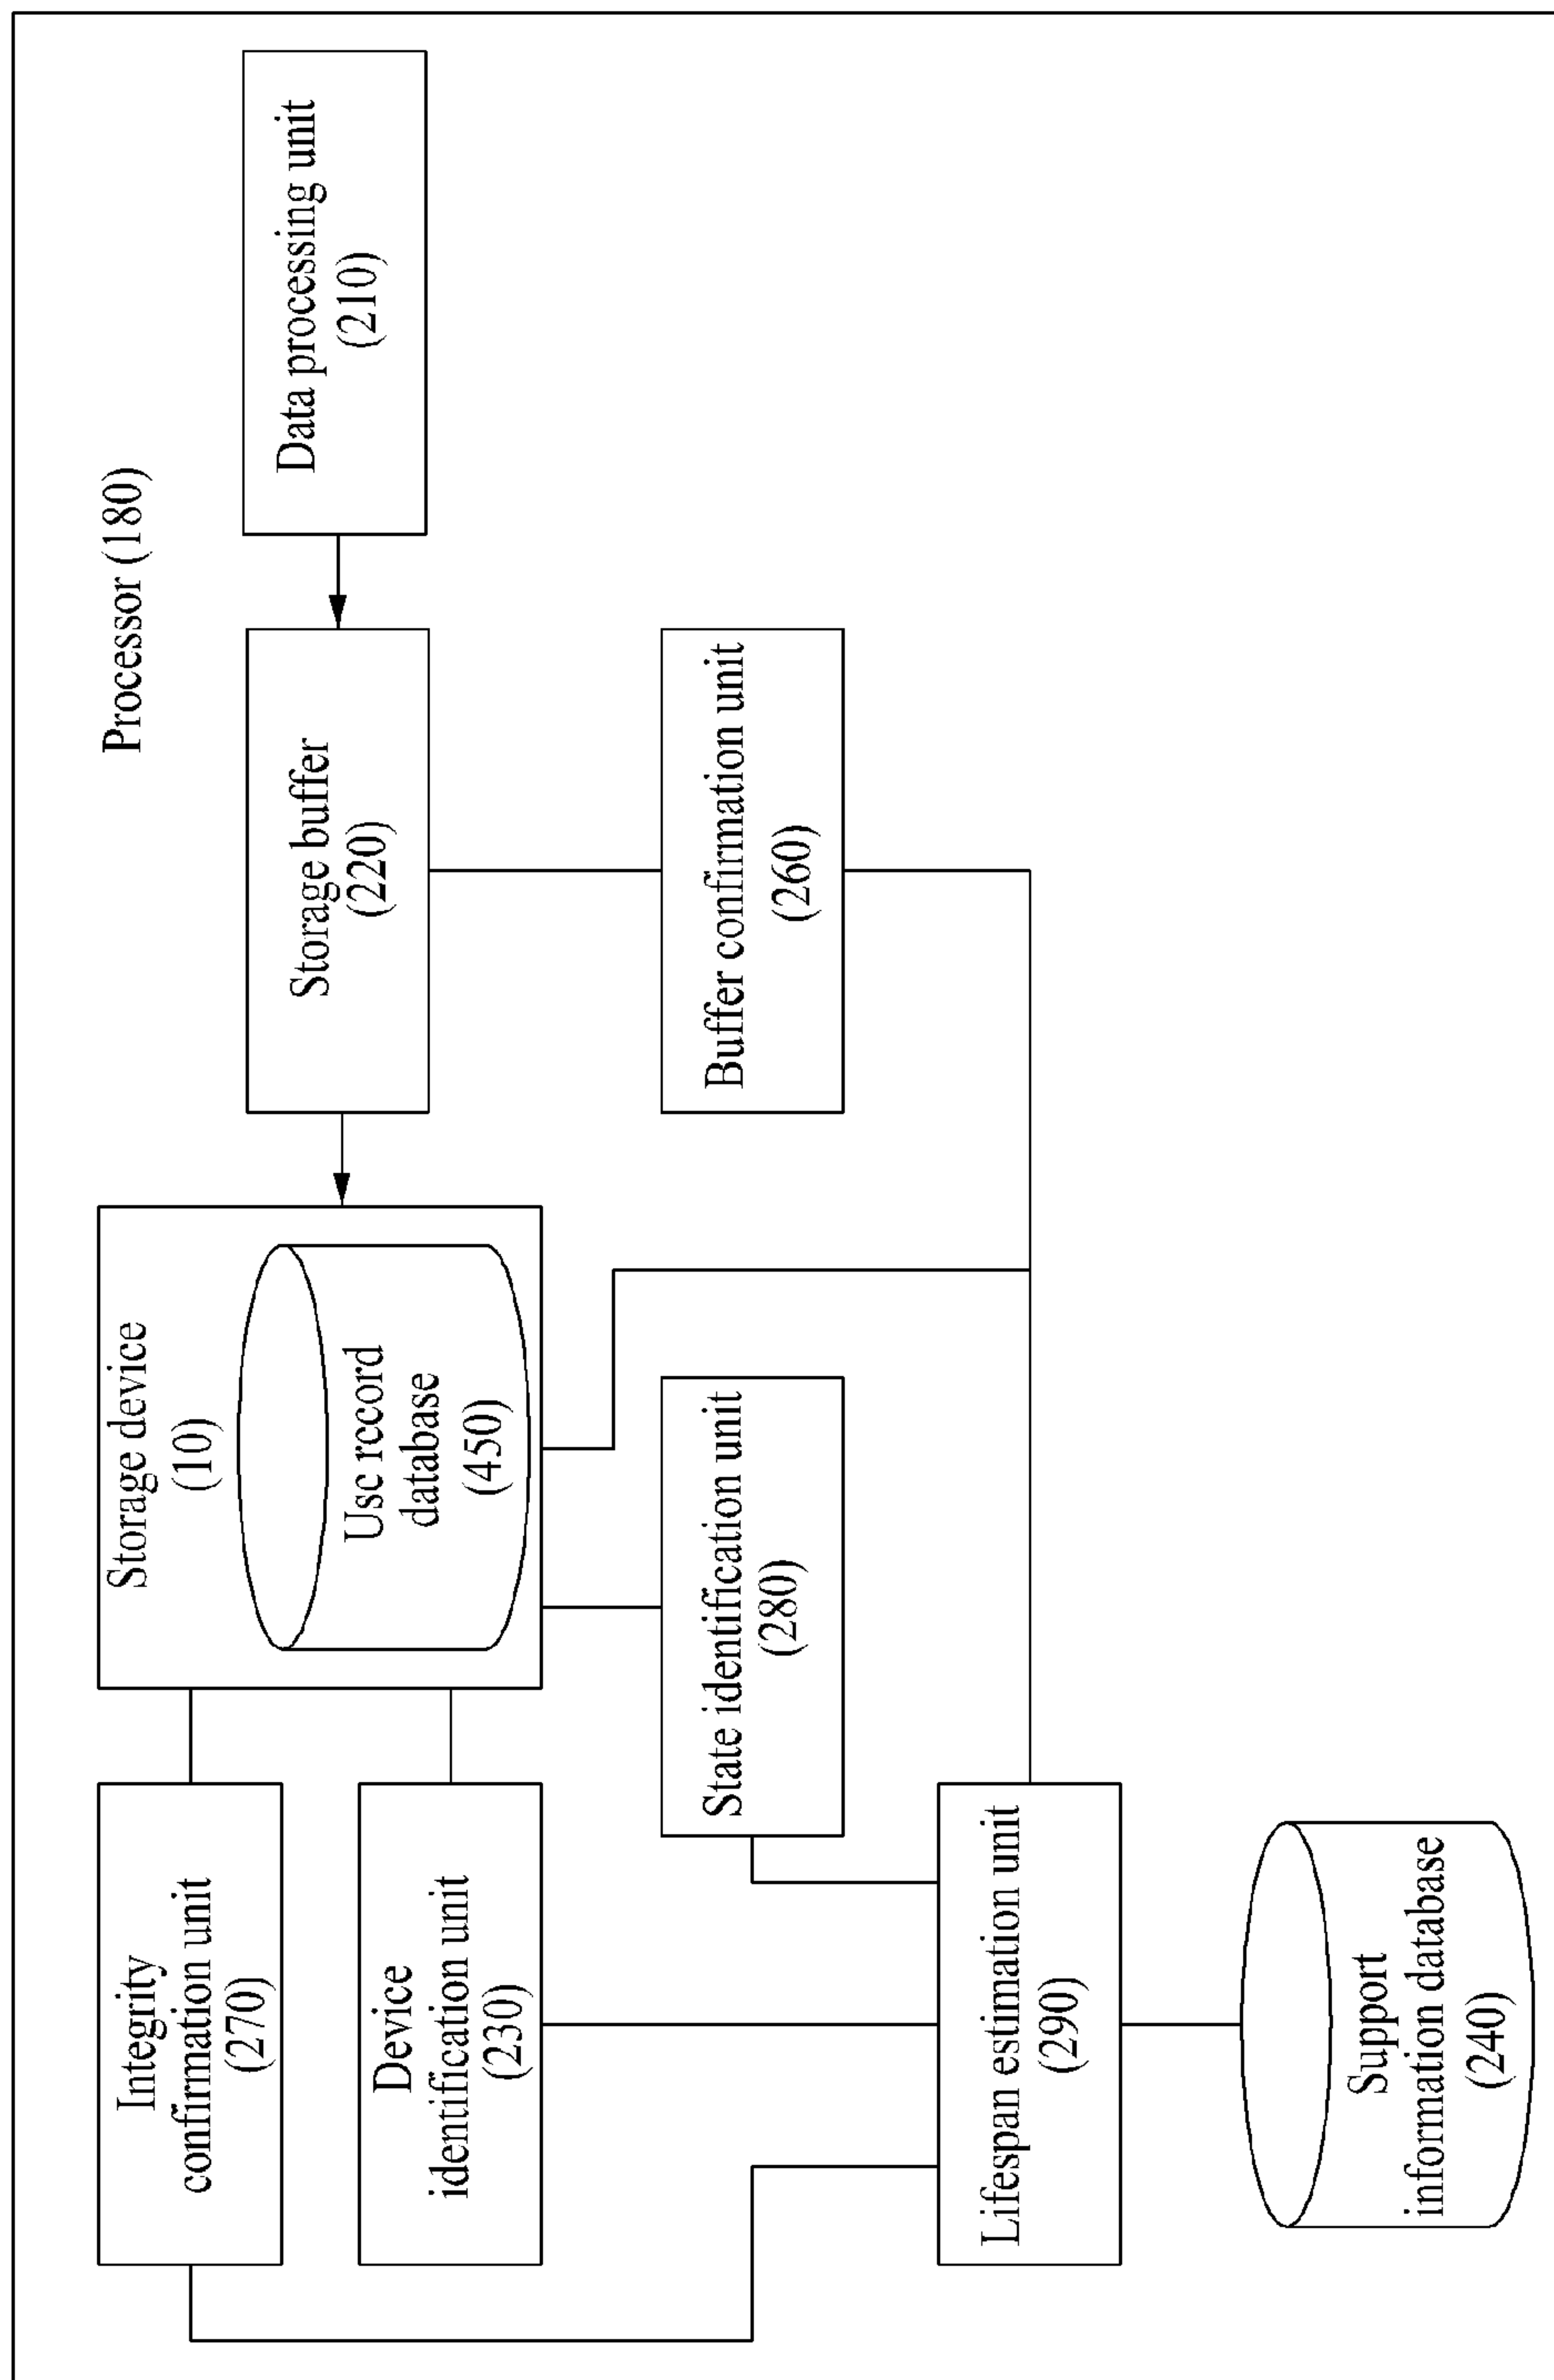 Processor (180)
Integrity
confirmation unit
(270)
Storage device
(10)
Usc rccord
database
(450)
Storage buffer
(220)
Data processing unit
(210)
Device
identification unit
(230)
State identification unit
(280)
Buffer confirmation unit
(260)
Lifespan estimation unit
(290)
Support
information database
(240)